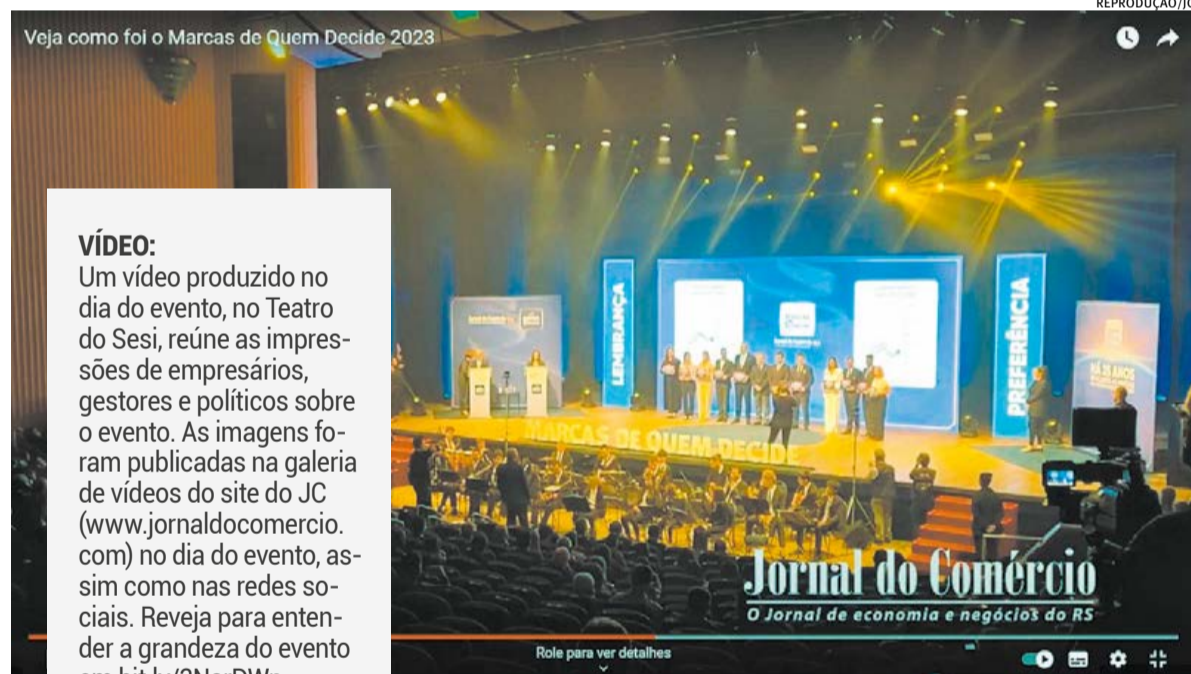 REPRODUÇÃO/JC
Veja como foi o Marcas de Quem Decide 2023
VÍDEO:
Um vídeo produzido no
dia do evento, no Teatro
do Sesi, reúne as impres-
sões de empresários,
gestores e políticos sobre
o evento. As imagens fo-
ram publicadas na galeria
de vídeos do site do JC
(www.jornaldocomercio.
com) no dia do evento, as-
sim como nas redes so-
ciais. Reveja para enten-
der a grandeza do evento
LEMBRANÇA
PREFERÊNCIA
HÁ 25 ANOS
MARCAS DE QUEM DECIDE
Jornal do Comércio
O Jornal de economia e negócios do RS
Role para ver detalhes